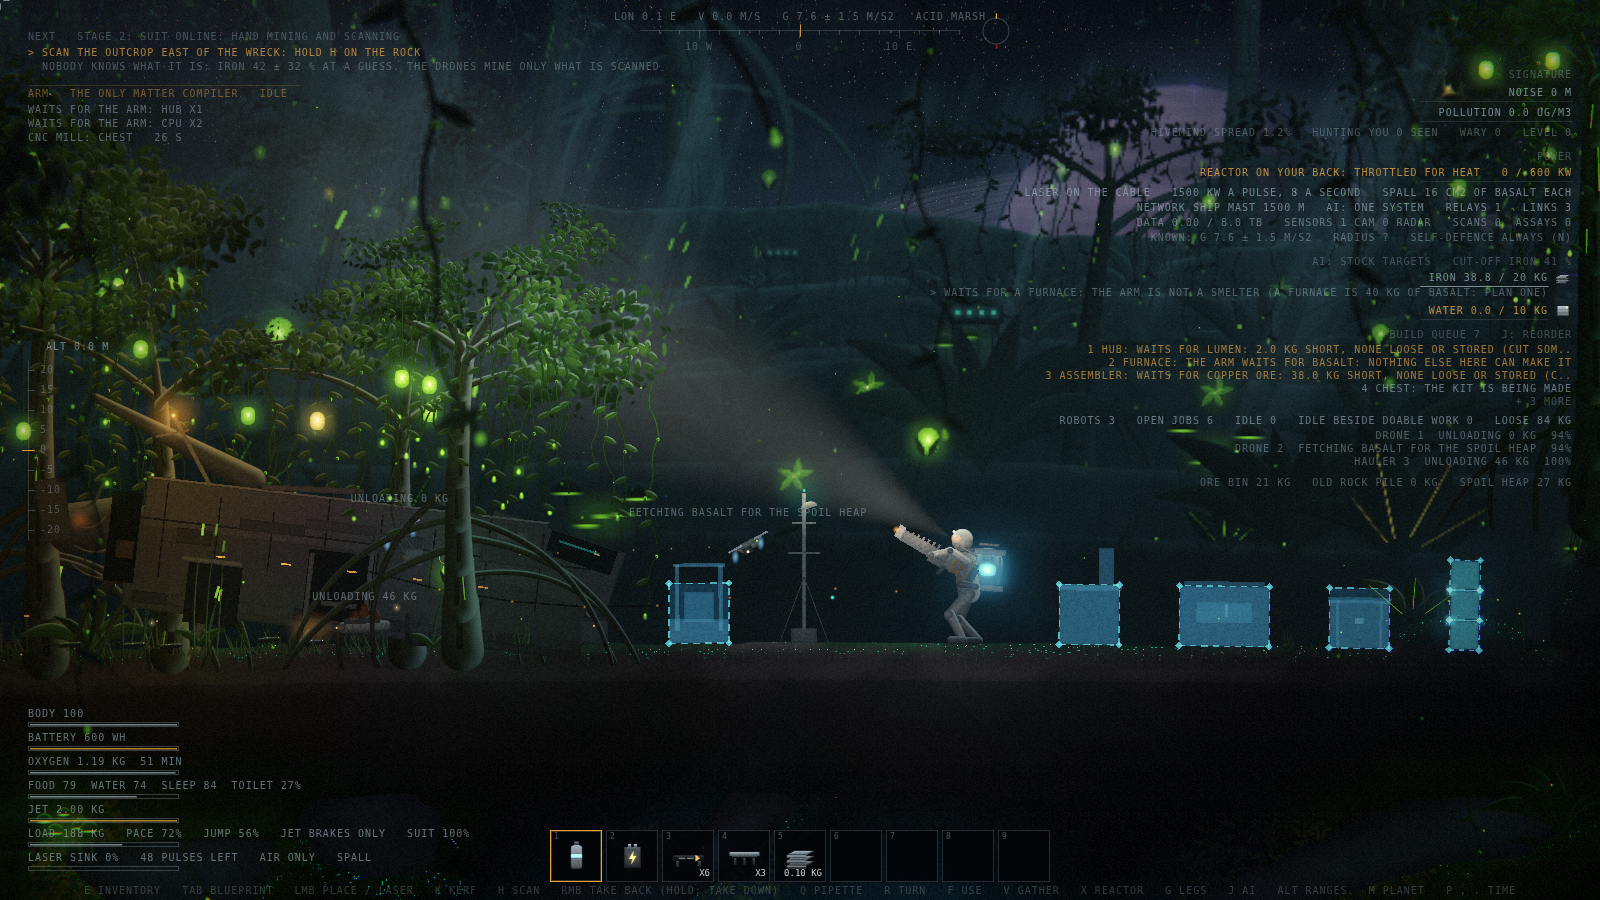 LON 0.1 E   V 0.0 M/S   G 7.6 ± 1.5 M/S2   ACID MARSH
10 W   0   10 E
NEXT   STAGE 2: SUIT ONLINE: HAND MINING AND SCANNING
> SCAN THE OUTCROP EAST OF THE WRECK: HOLD H ON THE ROCK
NOBODY KNOWS WHAT IT IS: IRON 42 ± 32 % AT A GUESS. THE DRONES MINE ONLY WHAT IS SCANNED
ARM   THE ONLY MATTER COMPILER   IDLE
WAITS FOR THE ARM: HUB X1
WAITS FOR THE ARM: CPU X2
CNC MILL: CHEST   26 S
SIGNATURE
NOISE 0 M
POLLUTION 0.0 UG/M3
HIVEMIND SPREAD 1.2%   HUNTING YOU 0 SEEN   WARY 0   LEVEL 0
POWER
REACTOR ON YOUR BACK: THROTTLED FOR HEAT   0 / 600 KW
LASER ON THE CABLE   1500 KW A PULSE, 8 A SECOND   SPALL 16 CM2 OF BASALT EACH
NETWORK SHIP MAST 1500 M   AI: ONE SYSTEM   RELAYS 1   LINKS 3
DATA 0.00 / 8.0 TB   SENSORS 1 CAM 0 RADAR   SCANS 0   ASSAYS 0
KNOWN: G 7.6 ± 1.5 M/S2   RADIUS ?   SELF-DEFENCE ALWAYS (N)
AI: STOCK TARGETS   CUT-OFF IRON 41 %
IRON 38.8 / 20 KG
> WAITS FOR A FURNACE: THE ARM IS NOT A SMELTER (A FURNACE IS 40 KG OF BASALT: PLAN ONE)
WATER 0.0 / 10 KG
BUILD QUEUE 7   J: REORDER
1 HUB: WAITS FOR LUMEN: 2.0 KG SHORT, NONE LOOSE OR STORED (CUT SOM..
2 FURNACE: THE ARM WAITS FOR BASALT: NOTHING ELSE HERE CAN MAKE IT
3 ASSEMBLER: WAITS FOR COPPER ORE: 38.0 KG SHORT, NONE LOOSE OR STORED (C..
4 CHEST: THE KIT IS BEING MADE
+ 3 MORE
ROBOTS 3   OPEN JOBS 6   IDLE 0   IDLE BESIDE DOABLE WORK 0   LOOSE 84 KG
DRONE 1   UNLOADING 0 KG   94%
DRONE 2   FETCHING BASALT FOR THE SPOIL HEAP   94%
HAULER 3   UNLOADING 46 KG   100%
ORE BIN 21 KG   OLD ROCK PILE 0 KG   SPOIL HEAP 27 KG
ALT 0.0 M
20
15
10
5
0
-5
-10
-15
-20
UNLOADING 0 KG
FETCHING BASALT FOR THE SPOIL HEAP
UNLOADING 46 KG
BODY 100
BATTERY 600 WH
OXYGEN 1.19 KG   51 MIN
FOOD 79   WATER 74   SLEEP 84   TOILET 27%
JET 2.00 KG
LOAD 188 KG   PACE 72%   JUMP 56%   JET BRAKES ONLY   SUIT 100%
LASER SINK 0%   48 PULSES LEFT   AIR ONLY   SPALL
1   2   3   4   5   6   7   8   9
X6   X3   0.10 KG
E INVENTORY   TAB BLUEPRINT   LMB PLACE / LASER   K KERF   H SCAN   RMB TAKE BACK (HOLD: TAKE DOWN)   Q PIPETTE   R TURN   F USE   V GATHER   X REACTOR   G LEGS   J AI   ALT RANGES   M PLANET   P , . TIME